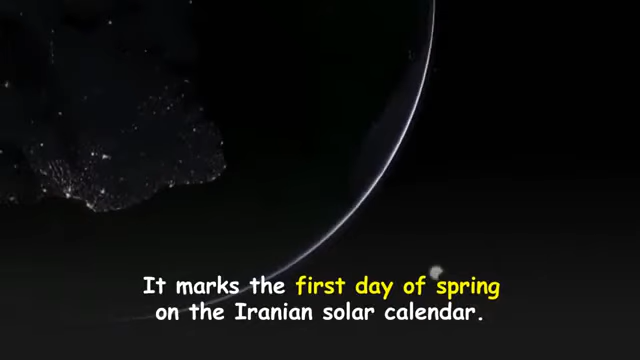 It marks the first day of spring
on the Iranian solar calendar.